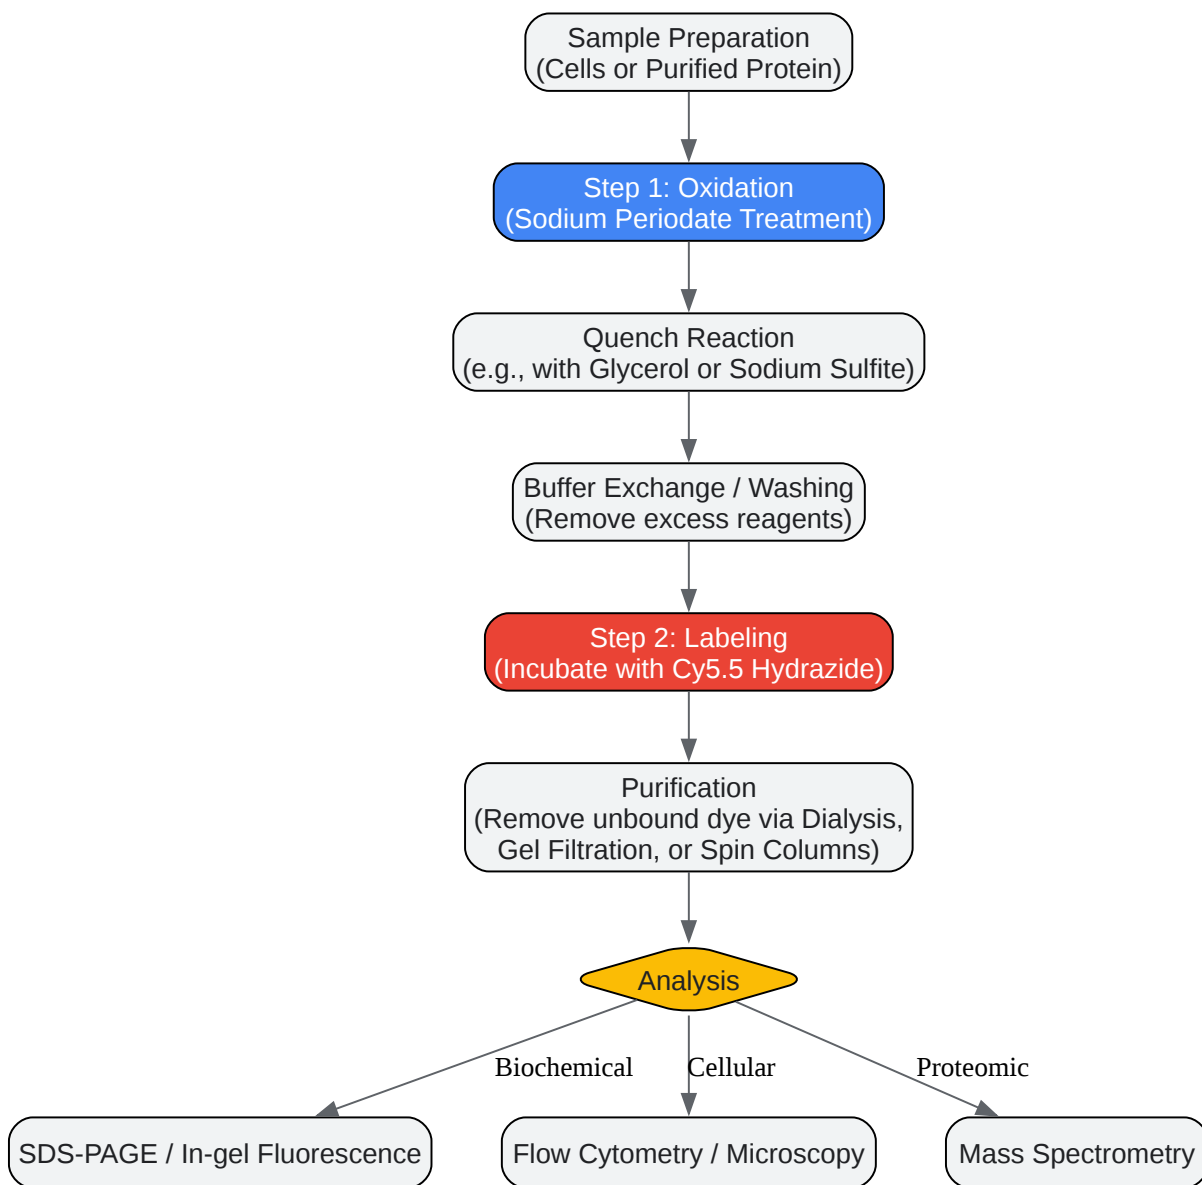 Sample Preparation
(Cells or Purified Protein)
Step 1: Oxidation
(Sodium Periodate Treatment)
Quench Reaction
(e.g., with Glycerol or Sodium Sulfite)
Buffer Exchange / Washing
(Remove excess reagents)
Step 2: Labeling
(Incubate with Cy5.5 Hydrazide)
Purification
(Remove unbound dye via Dialysis,
Gel Filtration, or Spin Columns)
Analysis
Biochemical
Cellular
Proteomic
SDS-PAGE / In-gel Fluorescence
Flow Cytometry / Microscopy
Mass Spectrometry